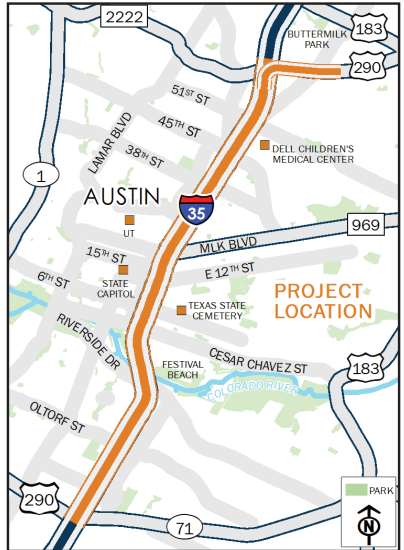 2222
BUTTERMILK
PARK
183
290
51ST ST
LAMAR BLVD
45TH ST
38TH ST
DELL CHILDREN'S
MEDICAL CENTER
1
AUSTIN
35
UT
969
MLK BLVD
15TH ST
E 12TH ST
6TH ST
STATE
CAPITOL
PROJECT
LOCATION
TEXAS STATE
CEMETERY
RIVERSIDE DR
CESAR CHAVEZ ST
FESTIVAL
BEACH
183
COLORADO RIVER
OLTORF ST
290
71
PARK
N